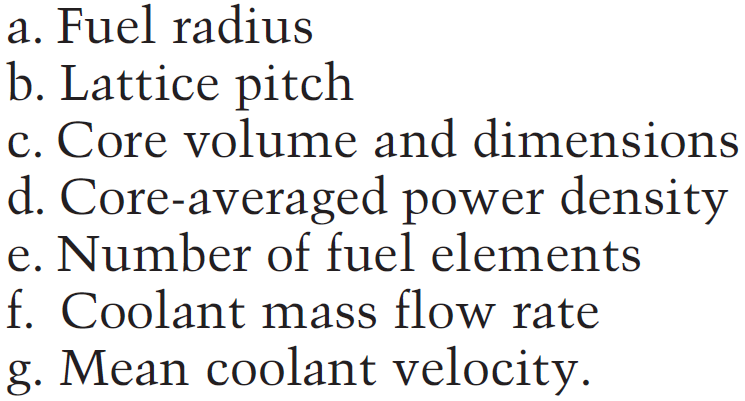 a. Fuel radius
b. Lattice pitch
c. Core volume and dimensions
d. Core-averaged power density
e. Number of fuel elements
f. Coolant mass flow rate
g. Mean coolant velocity.